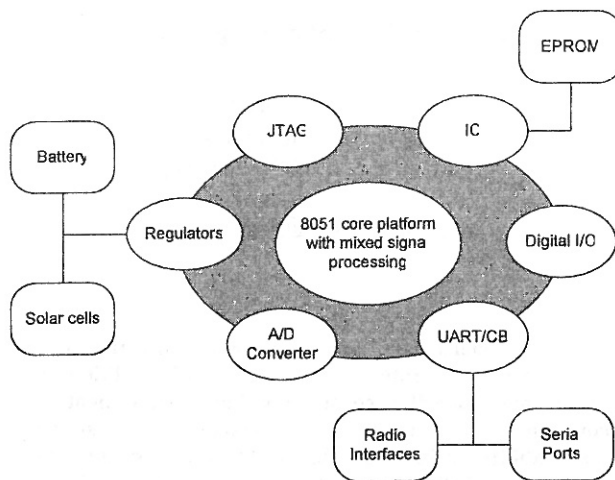 EPROM
JTAG
IC
Battery
8051 core platform
with mixed signa
processing
Regulators
Digital I/O
Solar cells
A/D
Converter
UART/CB
Radio
Interfaces
Seria
Ports